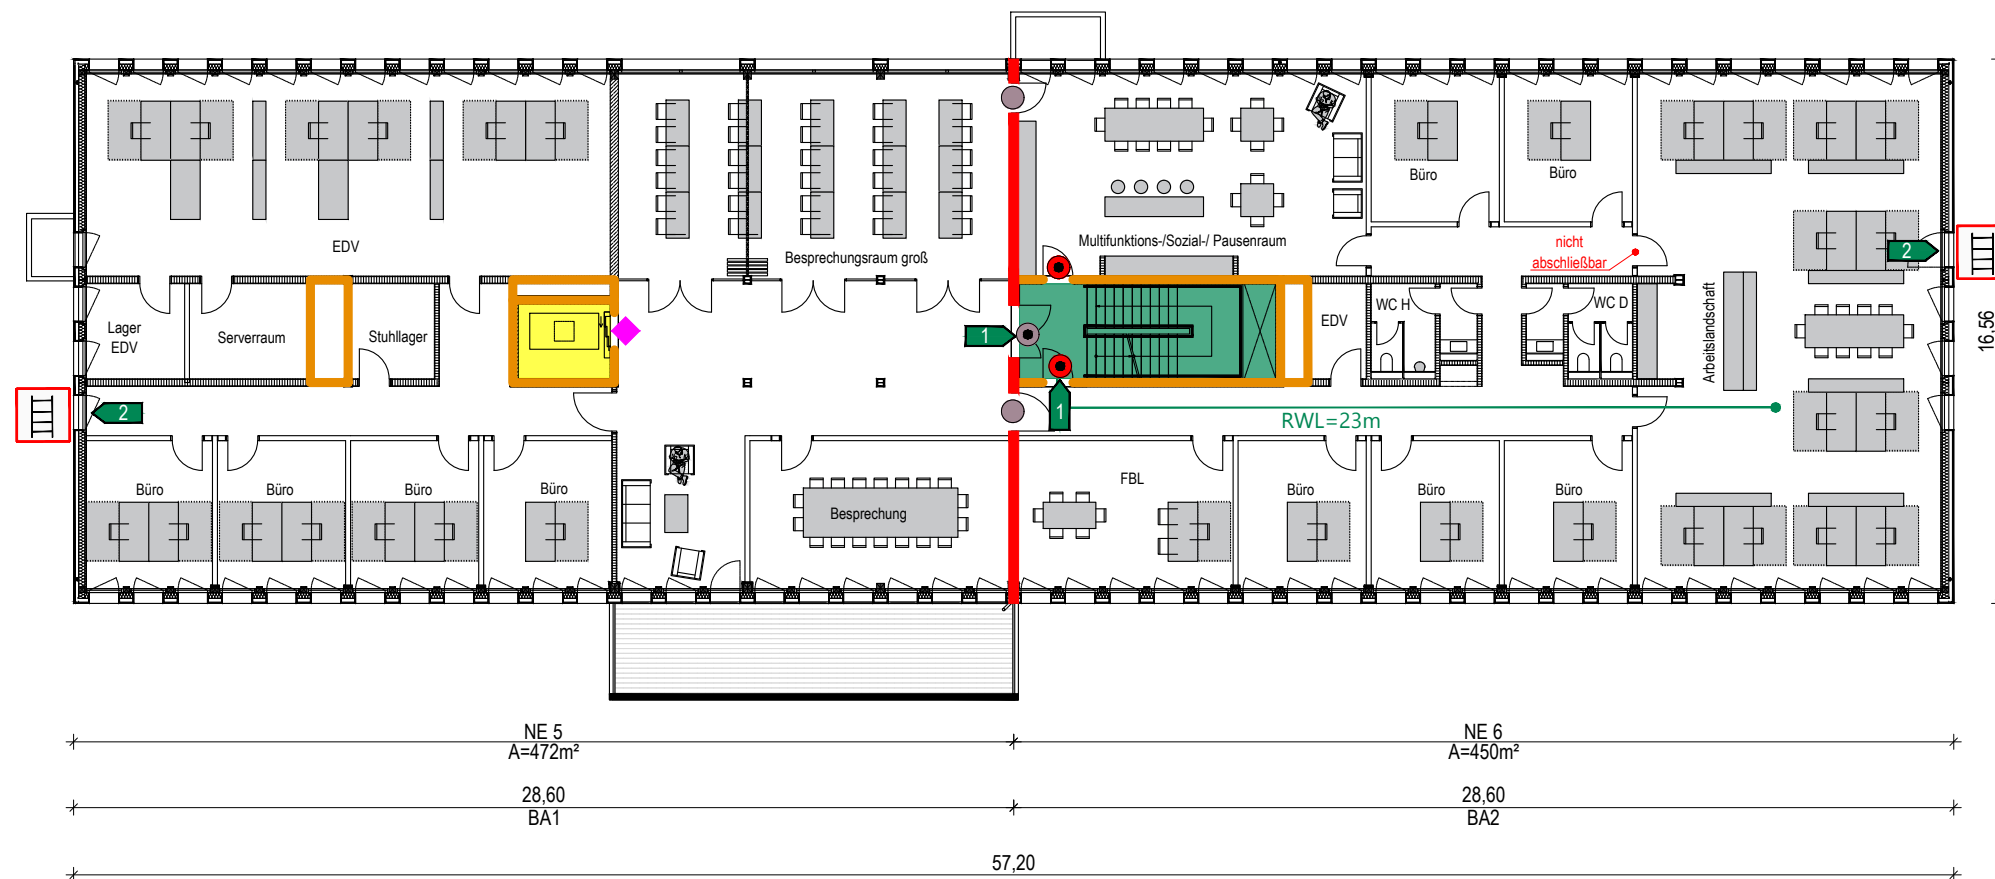 Büro
Büro
EDV
Besprechungsraum groß
Multifunktions-/Sozial-/ Pausenraum
nicht
abschließbar
2
Lager
EDV
Serverraum
Stuhllager
1
EDV
WC H
WC D
Arbeitslandschaft
16,56
2
1
RWL=23m
Büro
Büro
Büro
Büro
Besprechung
FBL
Büro
Büro
Büro
NE 5
A=472m²
NE 6
A=450m²
28,60
BA1
28,60
BA2
57,20